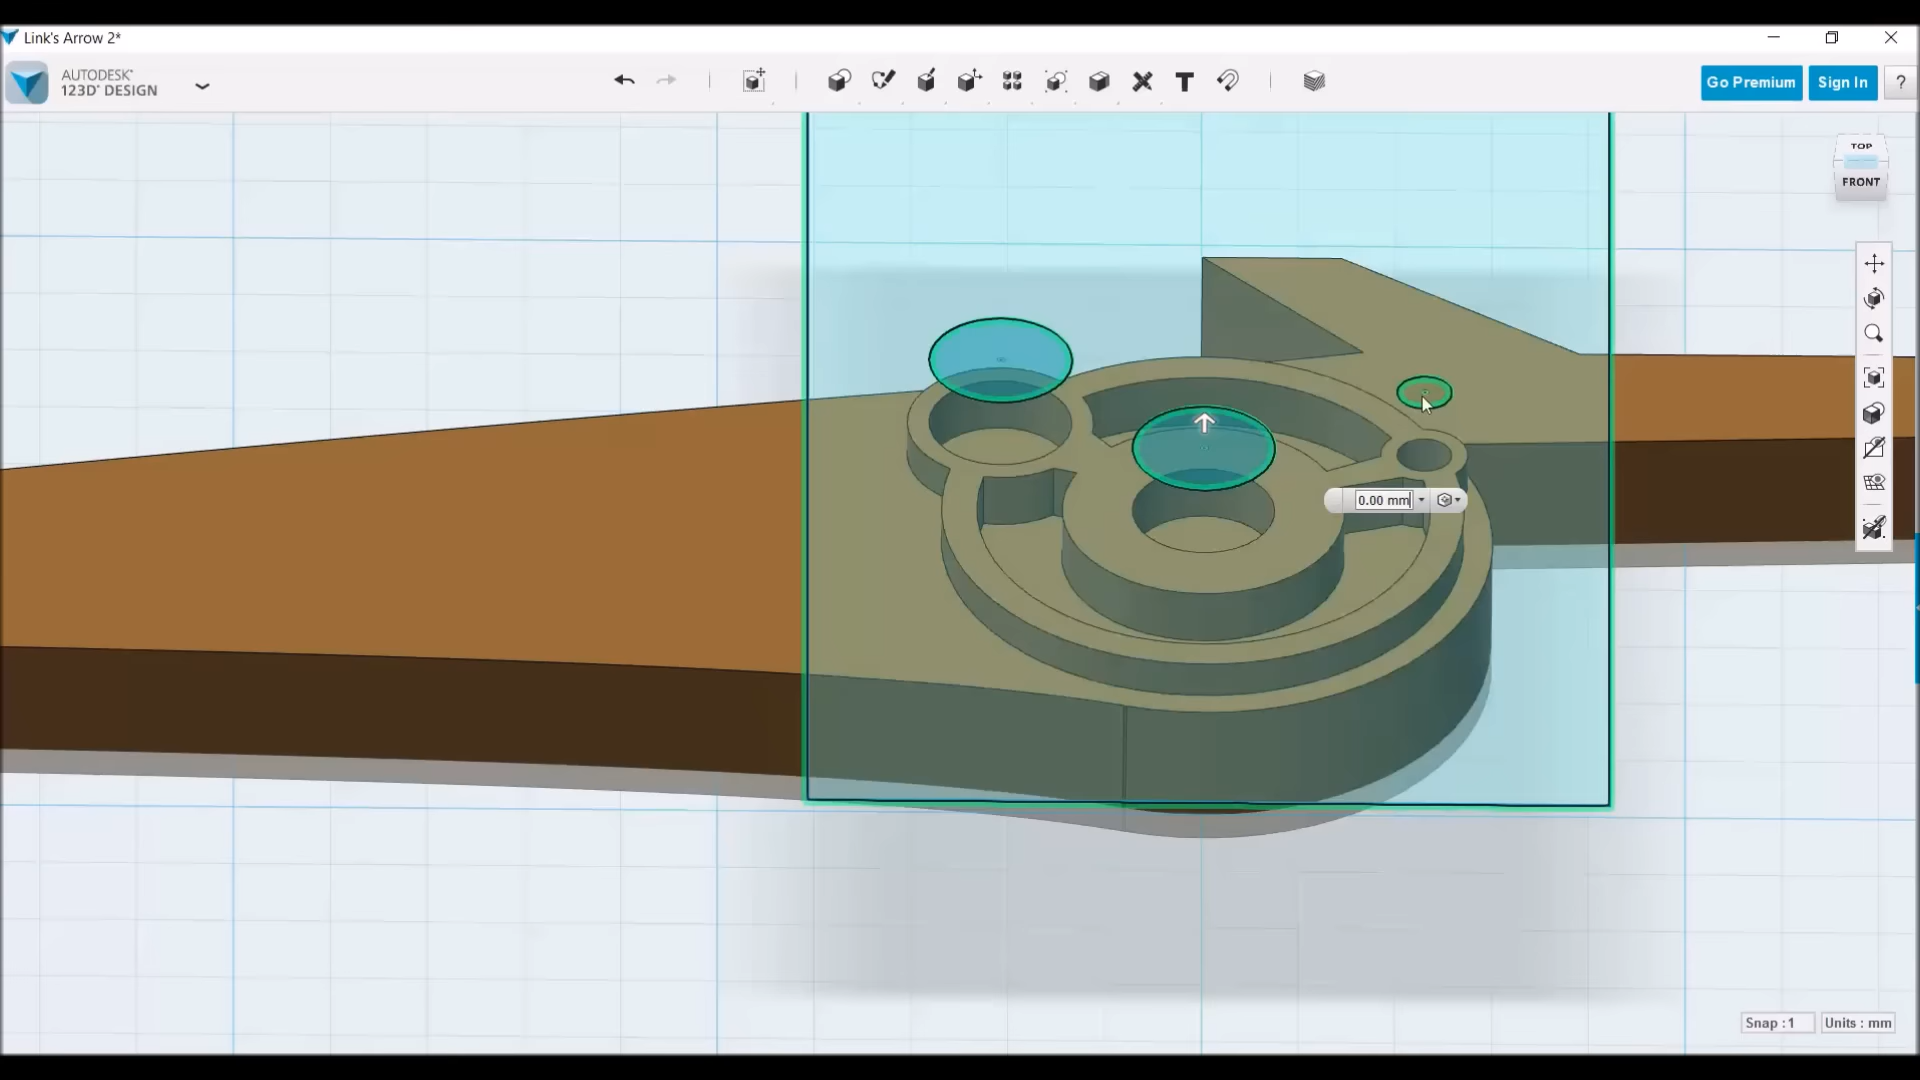 Link's Arrow 2*
AUTODESK®
123D® DESIGN
Go Premium
Sign In
?
TOP
FRONT
0.00 mm
Snap : 1
Units : mm